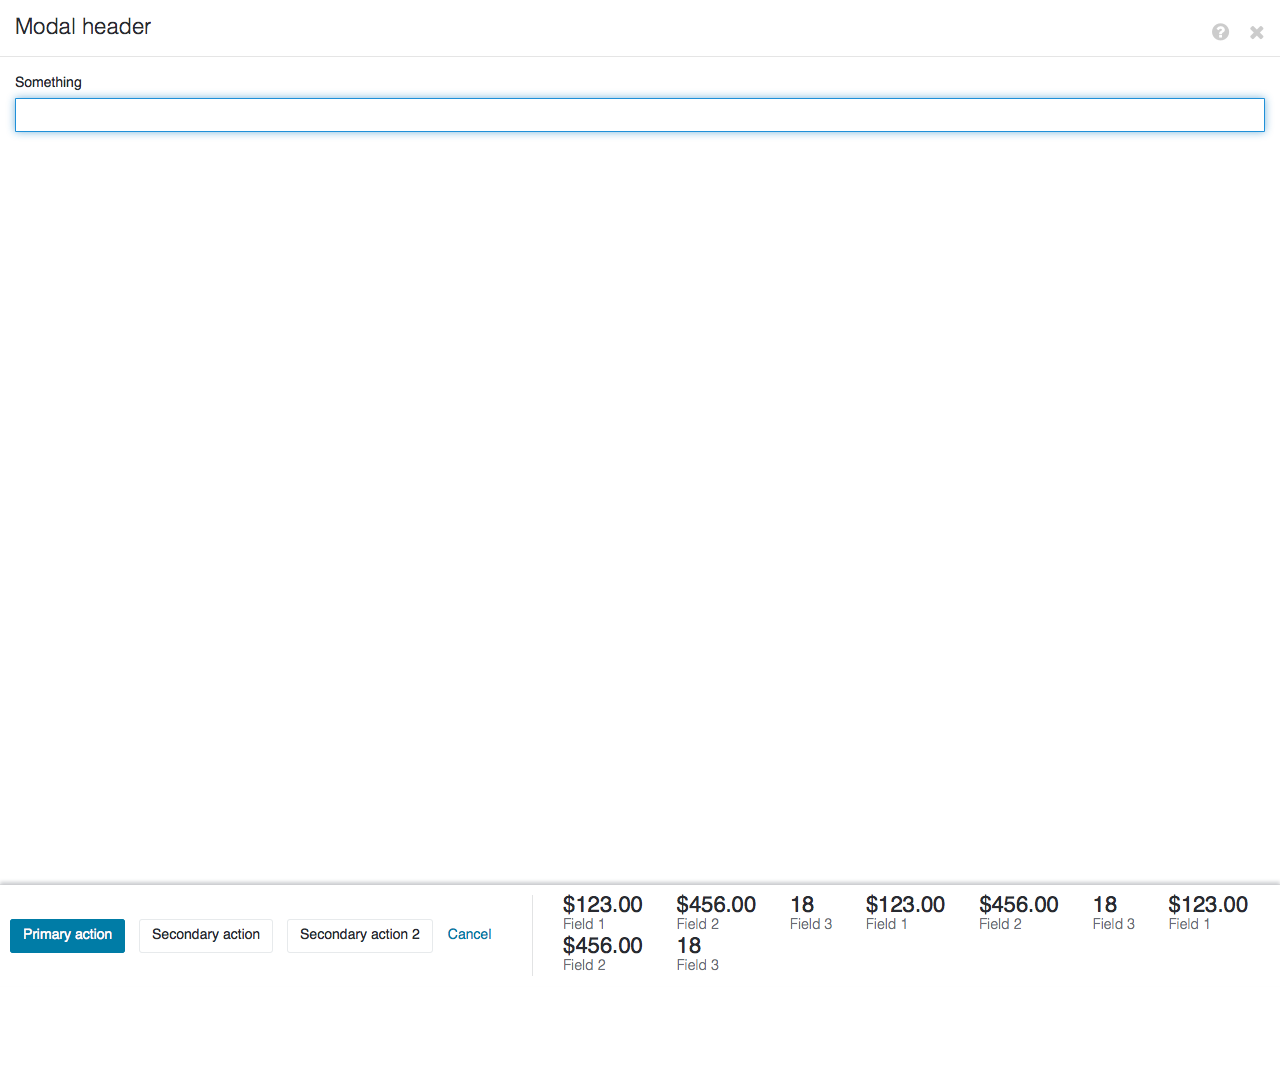 Modal header
Something
Primary action Secondary action Secondary action 2 Cancel
$123.00 $456.00 18 $123.00 $456.00 18 $123.00
Field 1 Field 2 Field 3 Field 1 Field 2 Field 3 Field 1
$456.00 18
Field 2 Field 3